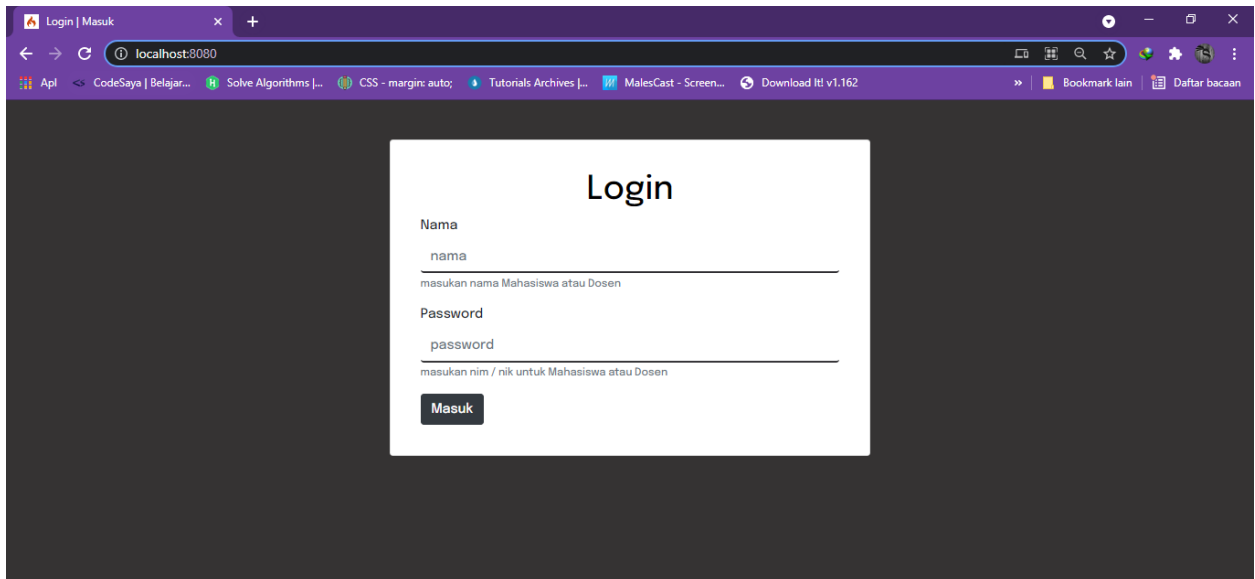 Login | Masuk
localhost:8080
Apl CodeSaya | Belajar... Solve Algorithms |... CSS - margin: auto; Tutorials Archives |... MalesCast - Screen... Download It! v1.162 » Bookmark lain Daftar bacaan
Login
Nama
nama
masukan nama Mahasiswa atau Dosen
Password
password
masukan nim / nik untuk Mahasiswa atau Dosen
Masuk